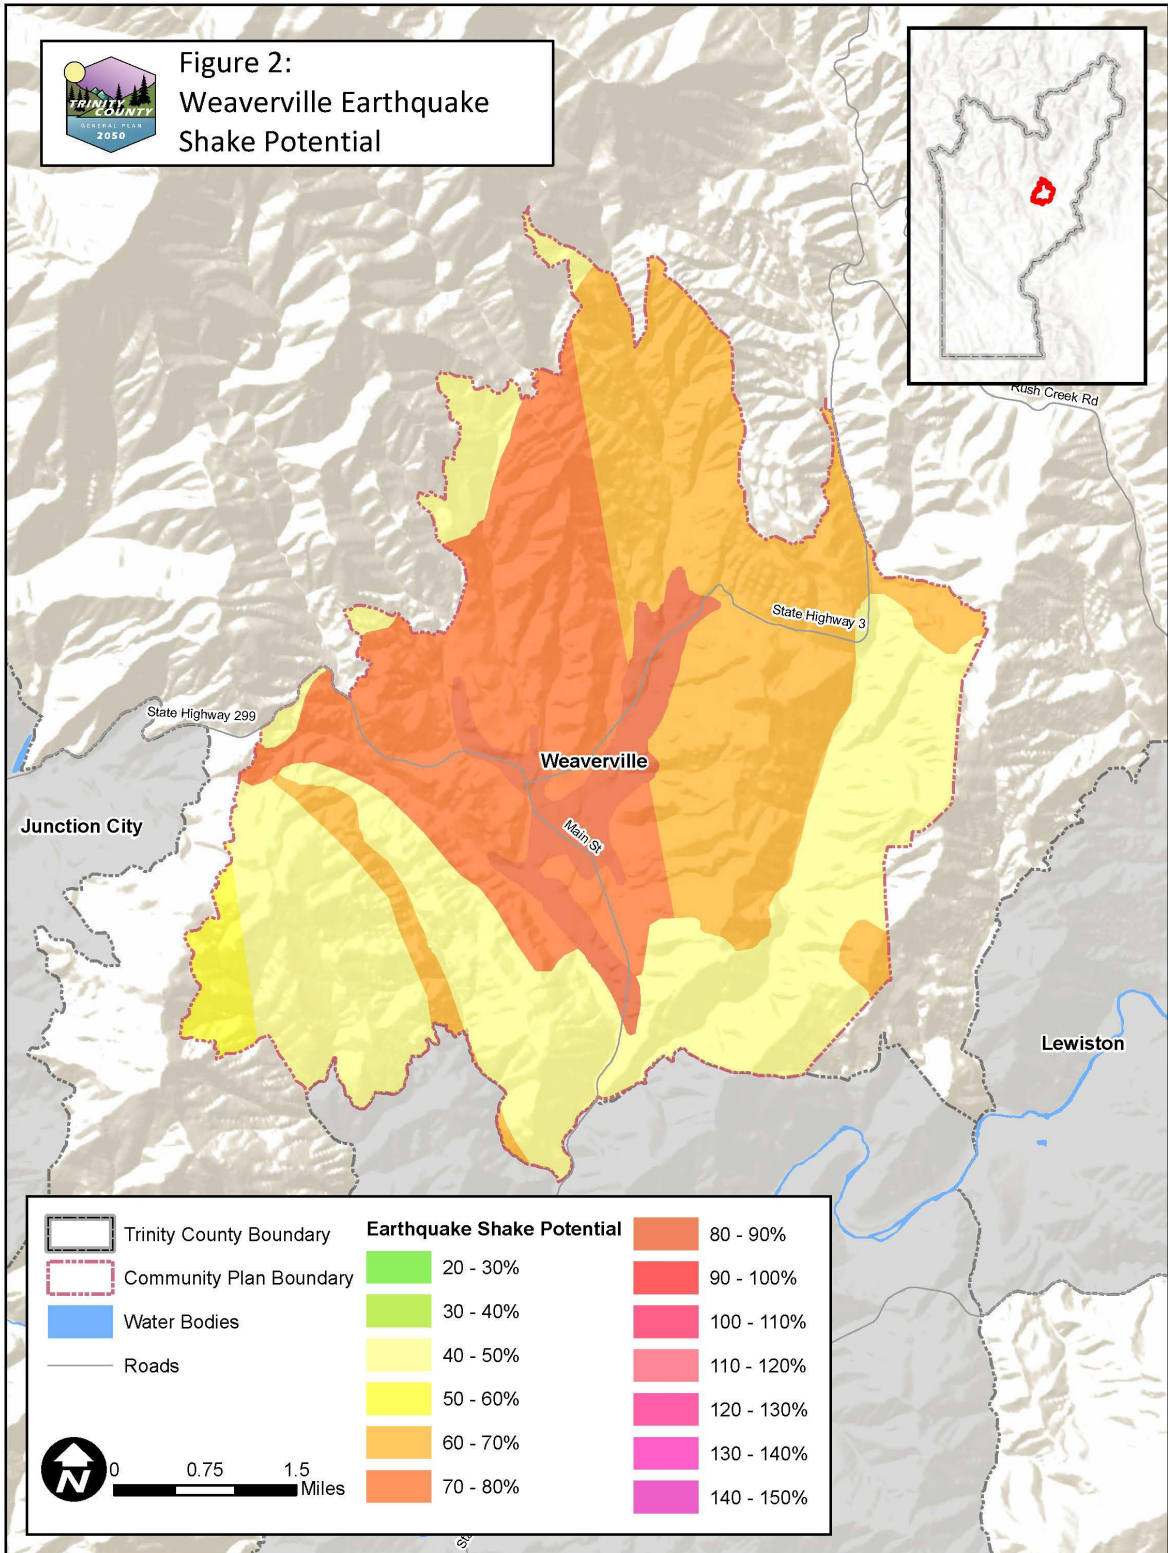 Figure 2:
Weaverville Earthquake
Shake Potential
TRINITY
COUNTY
GENERAL PLAN
2050
Rush Creek Rd
State Highway 3
State Highway 299
Weaverville
Junction City
Main St
Lewiston
Trinity County Boundary
Community Plan Boundary
Water Bodies
Roads
N
0 0.75 1.5
Miles
Earthquake Shake Potential
20 - 30%
30 - 40%
40 - 50%
50 - 60%
60 - 70%
70 - 80%
80 - 90%
90 - 100%
100 - 110%
110 - 120%
120 - 130%
130 - 140%
140 - 150%